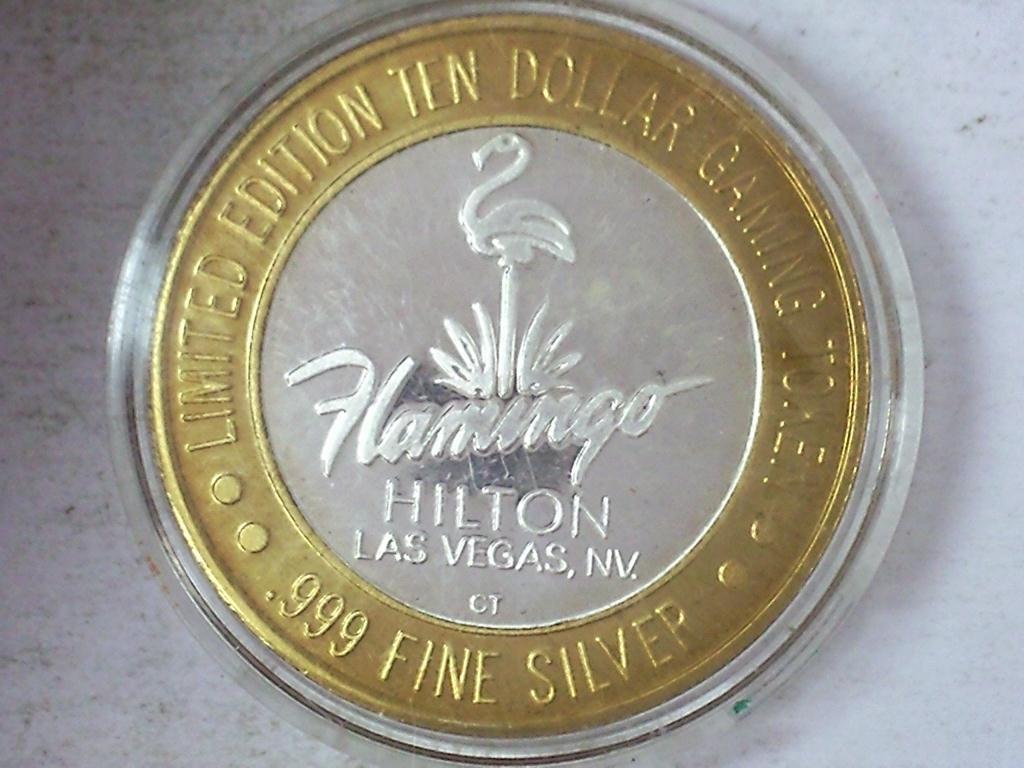 LIMITED EDITION TEN DOLLAR GAMING TOKEN
Flamingo
HILTON
LAS VEGAS, NV.
CT
.999 FINE SILVER